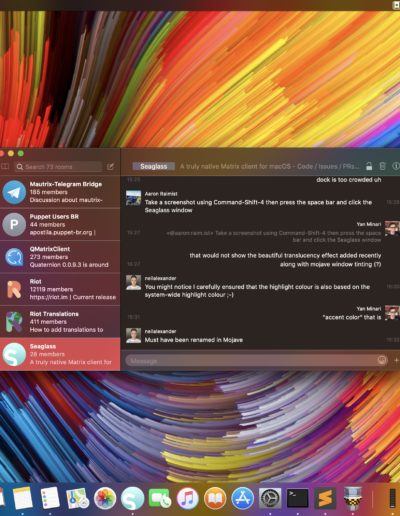 Search 73 rooms
Mautrix-Telegram Bridge
185 members
Discussion about mautrix-
Puppet Users BR
44 members
apostila.puppet-br.org |
QMatrixClient
273 members
Quaternion 0.0.9.3 is around
Riot
12119 members
https://riot.im | Current release
Riot Translations
411 members
How to add translations to
Seaglass
28 members
A truly native Matrix client for
Seaglass A truly native Matrix client for macOS - Code / Issues / PRs...
dock is too crowded uh
Aaron Raimist
Take a screenshot using Command-Shift-4 then press the space bar and click the
Seaglass window
Yan Minari
15:27 <@aaron:raim.ist> Take a screenshot using Command-Shift-4 then press the space
bar and click the Seaglass window
that would not show the beautiful translucency effect added recently
15:27 along with mojave window tinting (?)
neilalexander
You might notice I carefully ensured that the highlight colour is also based on the
system-wide highlight colour ;-)
Yan Minari
"accent color" that is
neilalexander
Must have been renamed in Mojave
Message